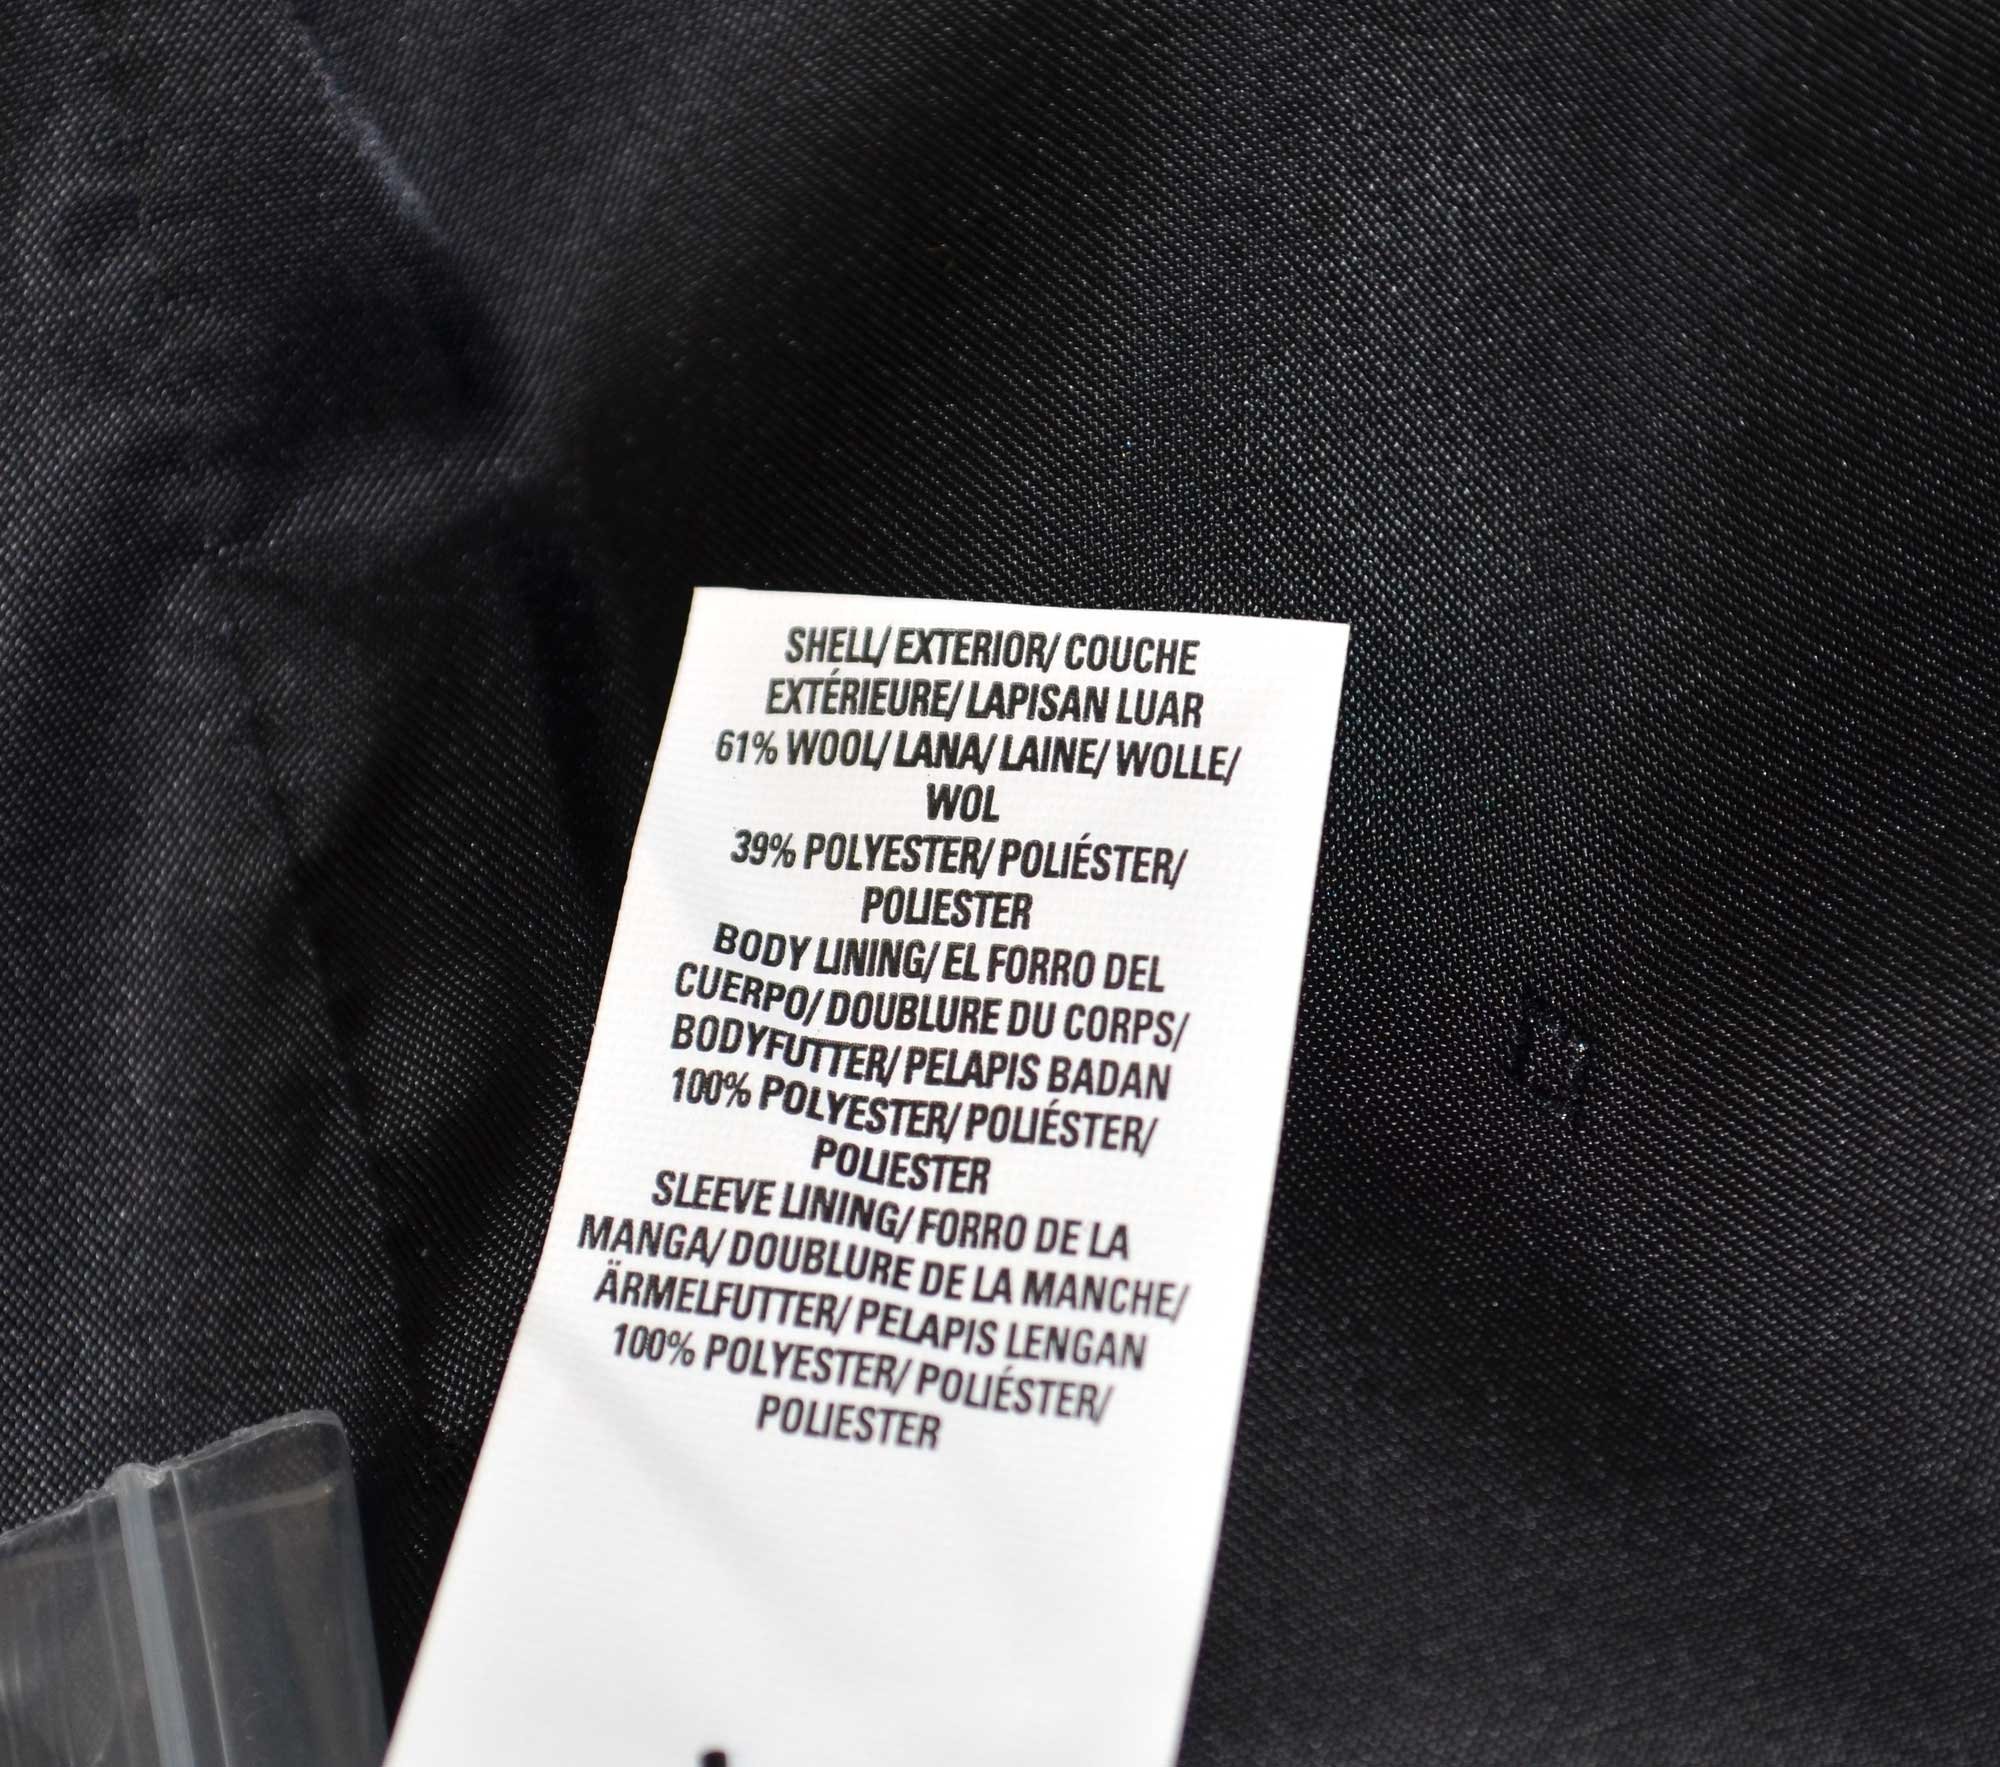 SHELL/ EXTERIOR/ COUCHE
EXTÉRIEURE/ LAPISAN LUAR
61% WOOL/ LANA/ LAINE/ WOLLE/
WOL
39% POLYESTER/ POLIÉSTER/
POLIESTER
BODY LINING/ EL FORRO DEL
CUERPO/ DOUBLURE DU CORPS/
BODYFUTTER/ PELAPIS BADAN
100% POLYESTER/ POLIÉSTER/
POLIESTER
SLEEVE LINING/ FORRO DE LA
MANGA/ DOUBLURE DE LA MANCHE/
ÄRMELFUTTER/ PELAPIS LENGAN
100% POLYESTER/ POLIÉSTER/
POLIESTER